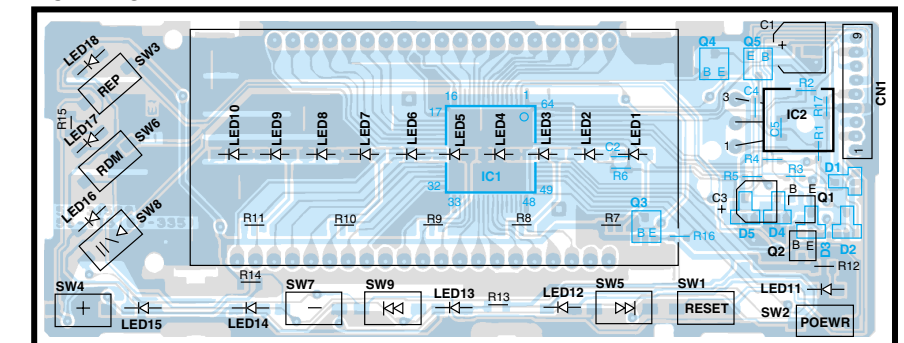 LED18
SW3
REP
R15
LED17
SW6
RDM
LED16
SW8
LED10
LED9
LED8
LED7
LED6
LED5
LED4
LED3
LED2
LED1
16
1
17
64
IC1
32
33
49
48
C2
R6
R11
R10
R9
R8
R7
Q3
B E
R16
Q4
B E
Q5
E B
C1
+
9
CN1
1
C4
3
R2
R17
IC2
C5
R1
1
R4
R5
R3
D1
C3
+
B E
Q1
D5
D4
Q2
B E
D3
D2
R12
R14
SW4
+
LED15
LED14
SW7
−
SW9
LED13
R13
LED12
SW5
SW1
RESET
LED11
SW2
POEWR